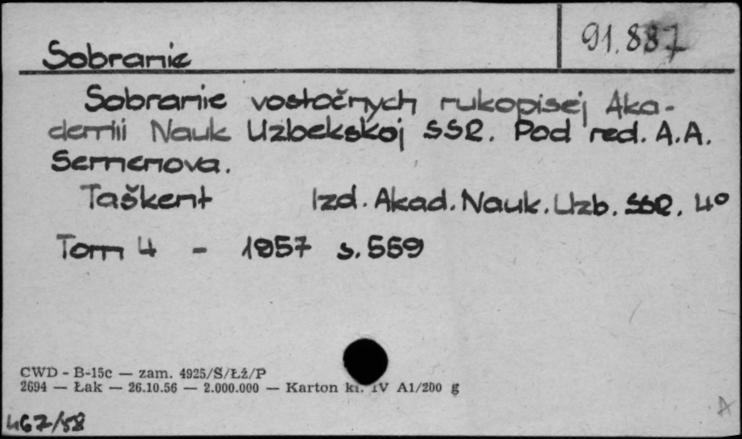 Sobranie
91.887
Sobranie vostočnych rukopisej Aka-
demii Nauk Uzbekskoj SSR. Pod red. A.A.
Semenova.
Taškent Izd. Akad. Nauk. Uzb. SSR. 4°
Tom 4 - 1957 s. 559
CWD - B-15c — zam. 4925/S/Łź/P
2694 — Łak — 26.10.56 — 2.000.000 — Karton kl. IV A1/200 g
A
467/58